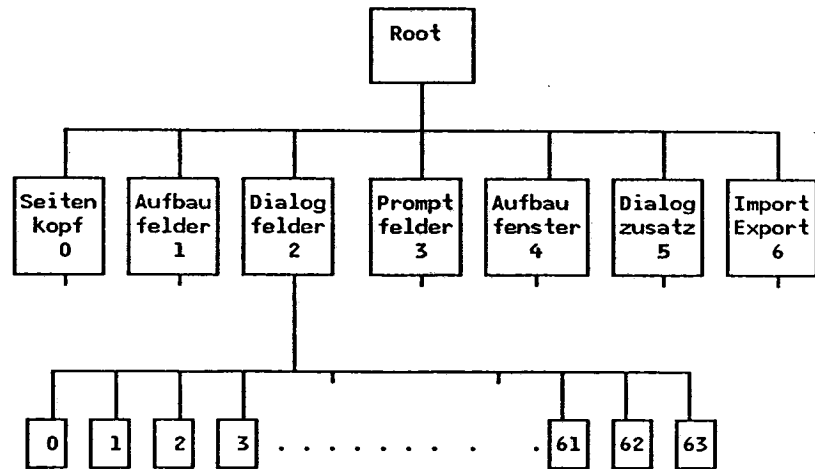 Root
Seiten Aufbau Dialog Prompt Aufbau Dialog Import
kopf felder felder felder fenster zusatz Export
0 1 2 3 4 5 6
0 1 2 3 . . . . . . . . . 61 62 63